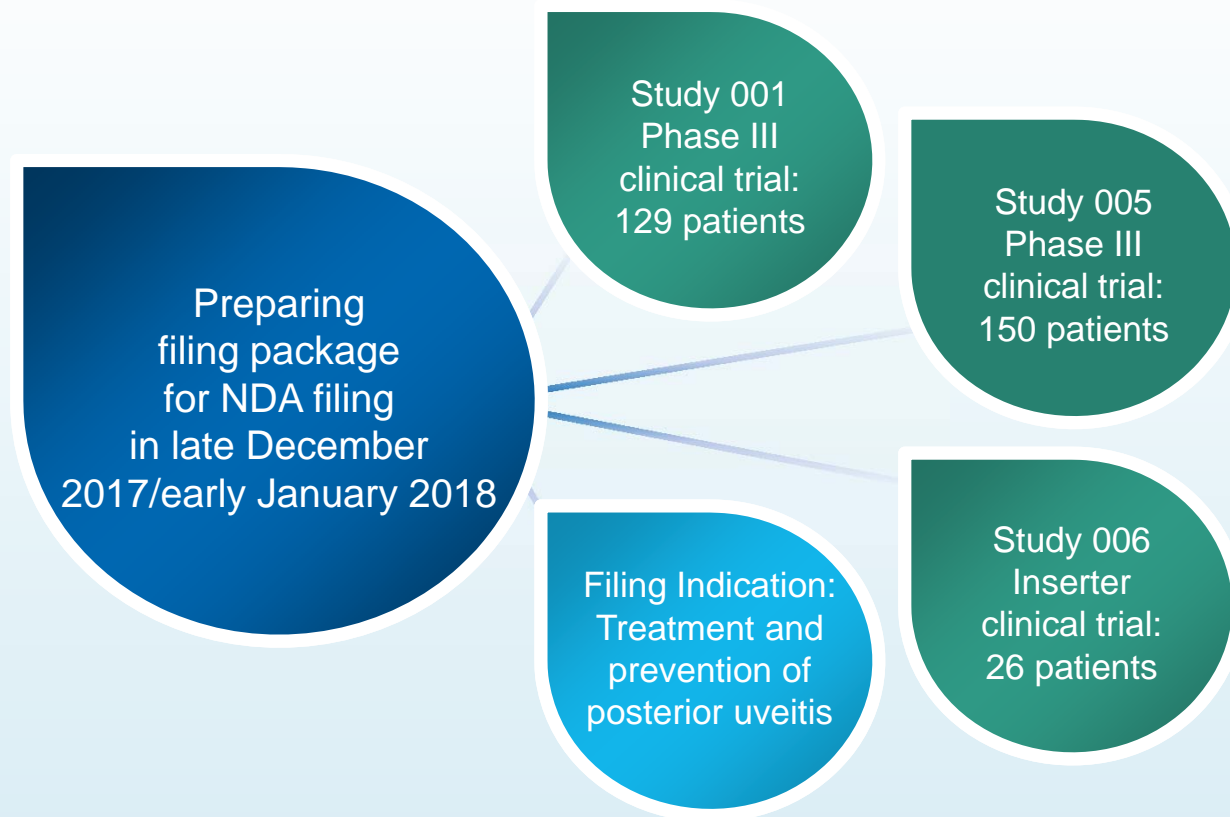 Preparing
filing package
for NDA filing
in late December
2017/early January 2018
Study 001
Phase III
clinical trial:
129 patients
Study 005
Phase III
clinical trial:
150 patients
Study 006
Inserter
clinical trial:
26 patients
Filing Indication:
Treatment and
prevention of
posterior uveitis